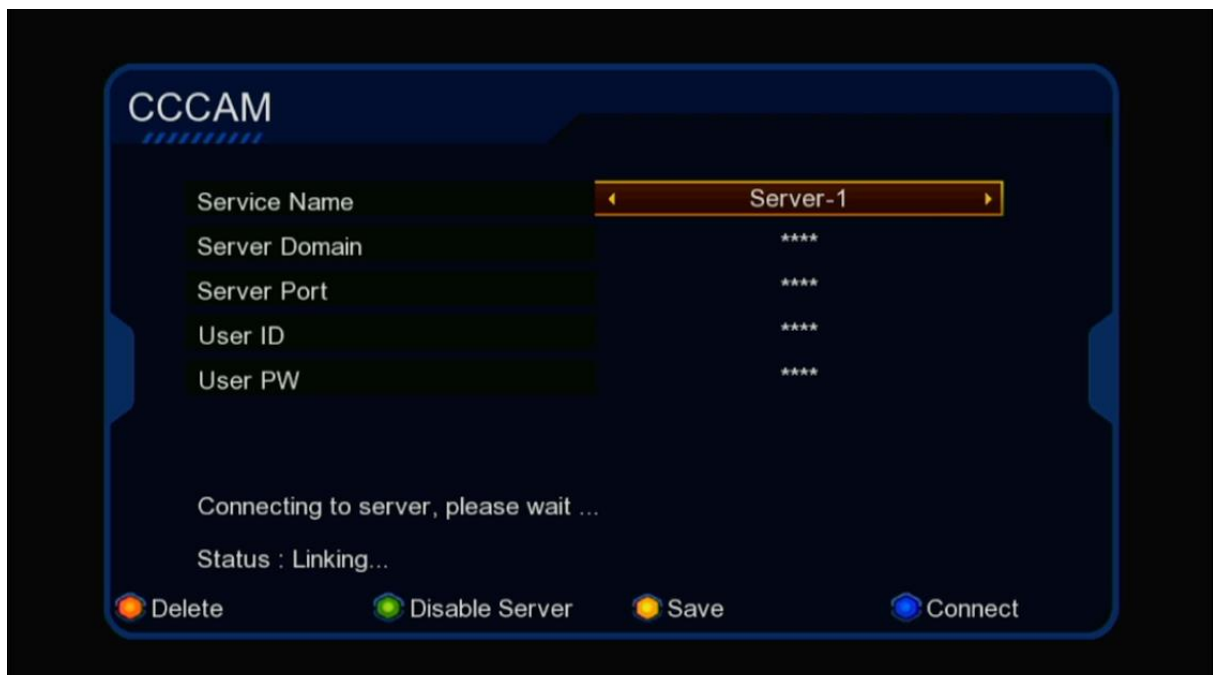 CCCAM
Service Name Server-1
Server Domain ****
Server Port ****
User ID ****
User PW ****
Connecting to server, please wait ...
Status : Linking...
Delete Disable Server Save Connect